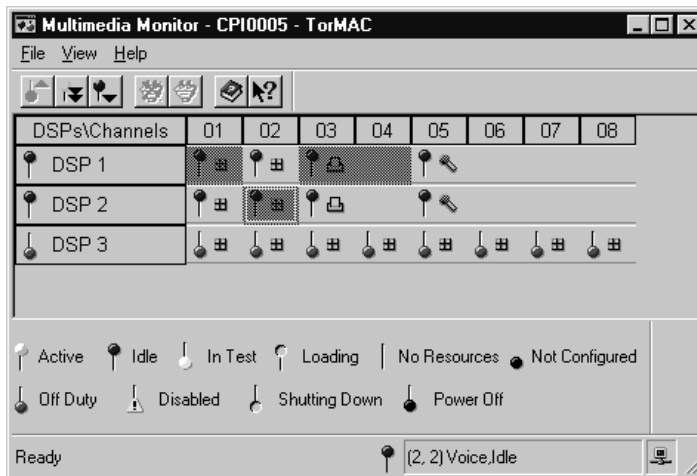 Multimedia Monitor - CPI0005 - TorMAC
File View Help
DSPs\Channels 01 02 03 04 05 06 07 08
DSP 1
DSP 2
DSP 3
Active Idle In Test Loading No Resources Not Configured
Off Duty Disabled Shutting Down Power Off
Ready (2, 2) Voice,Idle